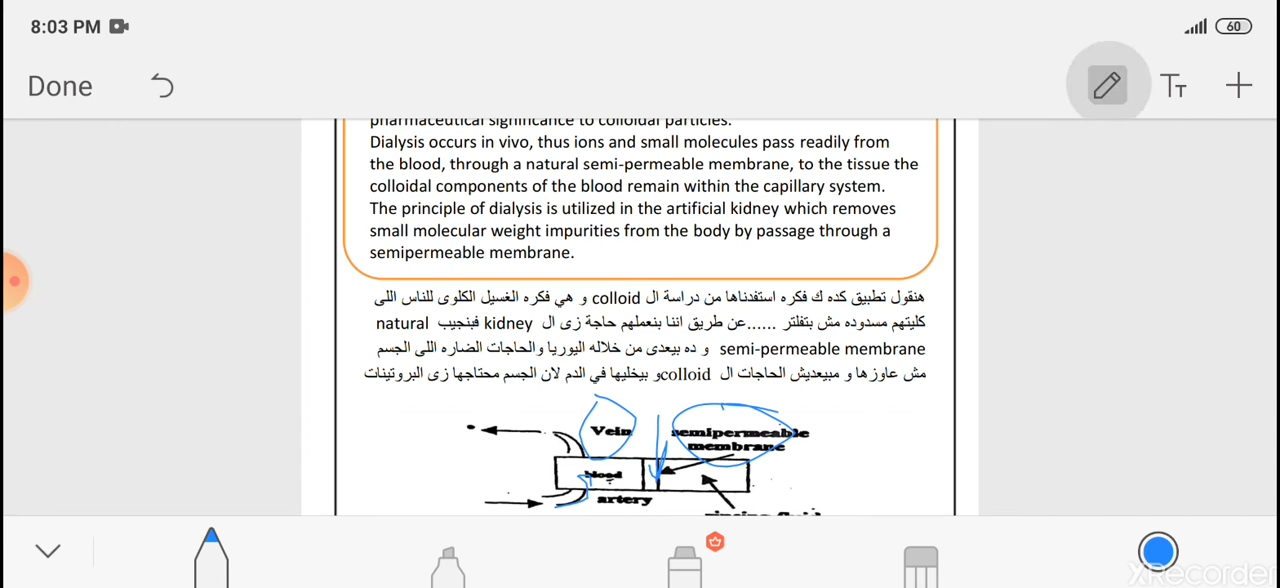 8:03 PM
60
Done
TT
pharmaceutical significance to colloidal particles.
Dialysis occurs in vivo, thus ions and small molecules pass readily from
the blood, through a natural semi-permeable membrane, to the tissue the
colloidal components of the blood remain within the capillary system.
The principle of dialysis is utilized in the artificial kidney which removes
small molecular weight impurities from the body by passage through a
semipermeable membrane.
هنقول تطبيق كده ك فكره استفدناها من دراسة ال colloid و هي فكره الغسيل الكلوى للناس اللى
كليتهم مسدوده مش بتفلتر ......عن طريق اننا بنعملهم حاجة زى ال kidney فبنجيب natural
semi-permeable membrane و ده بيعدى من خلاله اليوريا والحاجات الضاره اللى الجسم
مش عاوزها و مبيعديش الحاجات ال colloidو بيخليها في الدم لان الجسم محتاجها زى البروتينات
Vein
semipermeable
membrane
blood
artery
XRecorder